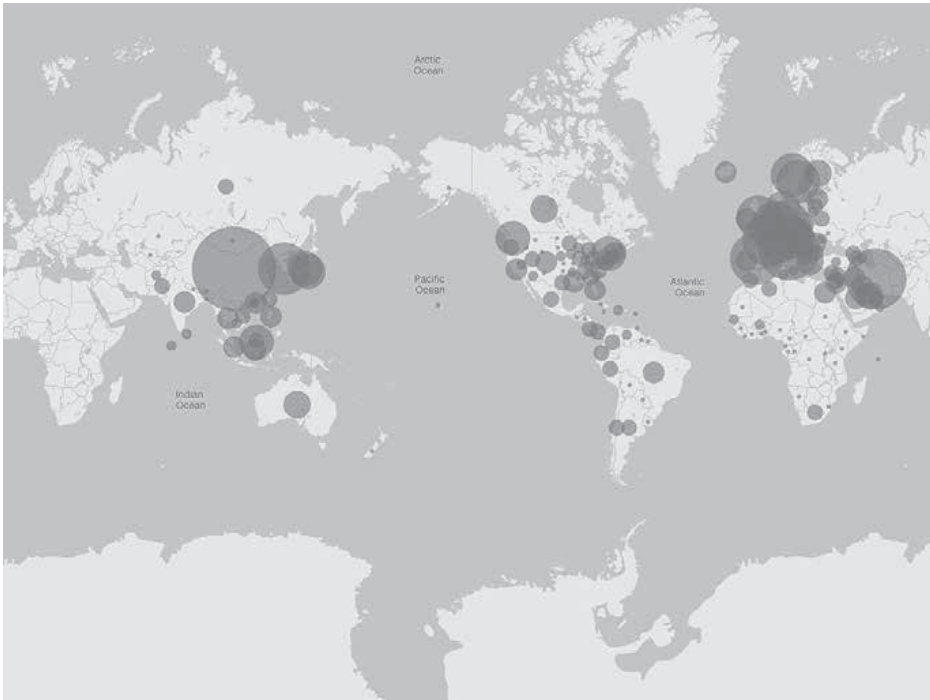 Arctic
Ocean
Pacific
Ocean
Atlantic
Ocean
Indian
Ocean